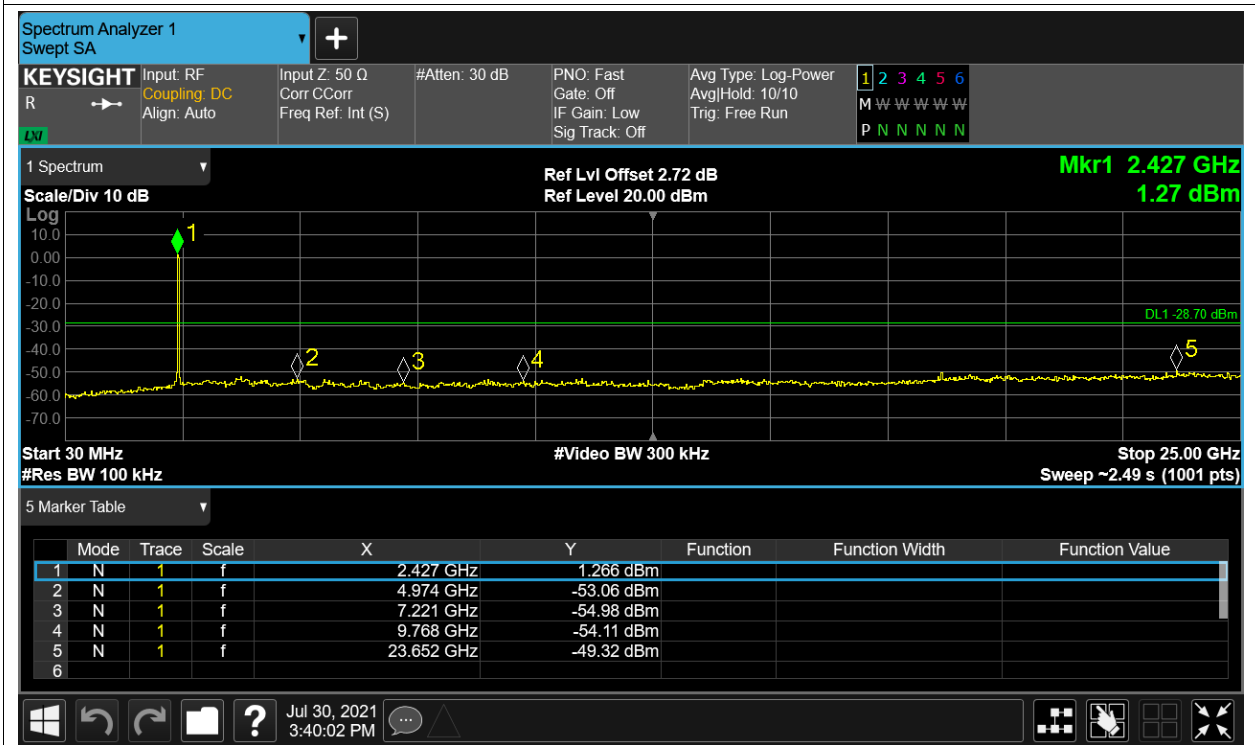 Spectrum Analyzer 1
Swept SA
KEYSIGHT Input: RF Input Z: 50 Ω #Atten: 30 dB PNO: Fast Avg Type: Log-Power 1 2 3 4 5 6
R Coupling: DC Corr CCorr Gate: Off Avg|Hold: 10/10 M W W W W W W
Align: Auto Freq Ref: Int (S) IF Gain: Low Trig: Free Run
LXI Sig Track: Off P N N N N N N
1 Spectrum Ref Lvl Offset 2.72 dB Mkr1 2.427 GHz
Scale/Div 10 dB Ref Level 20.00 dBm 1.27 dBm
Log
10.0 1
0.00
-10.0
-20.0
DL1 -28.70 dBm
-30.0
-40.0
2 3 4 5
-50.0
-60.0
-70.0
Start 30 MHz #Video BW 300 kHz Stop 25.00 GHz
#Res BW 100 kHz Sweep ~2.49 s (1001 pts)
5 Marker Table
Mode Trace Scale X Y Function Function Width Function Value
1 N 1 f 2.427 GHz 1.266 dBm
2 N 1 f 4.974 GHz -53.06 dBm
3 N 1 f 7.221 GHz -54.98 dBm
4 N 1 f 9.768 GHz -54.11 dBm
5 N 1 f 23.652 GHz -49.32 dBm
6
? Jul 30, 2021
3:40:02 PM